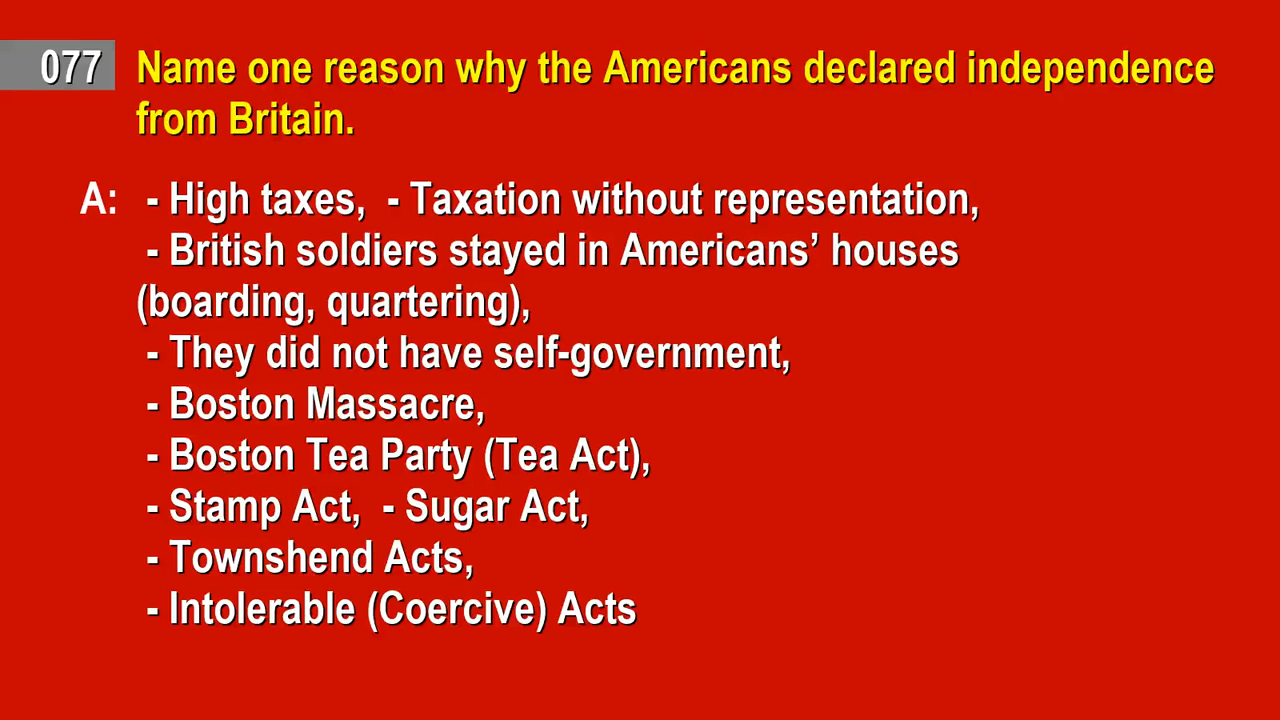 077 Name one reason why the Americans declared independence
from Britain.
A: - High taxes, - Taxation without representation,
- British soldiers stayed in Americans’ houses
(boarding, quartering),
- They did not have self-government,
- Boston Massacre,
- Boston Tea Party (Tea Act),
- Stamp Act, - Sugar Act,
- Townshend Acts,
- Intolerable (Coercive) Acts